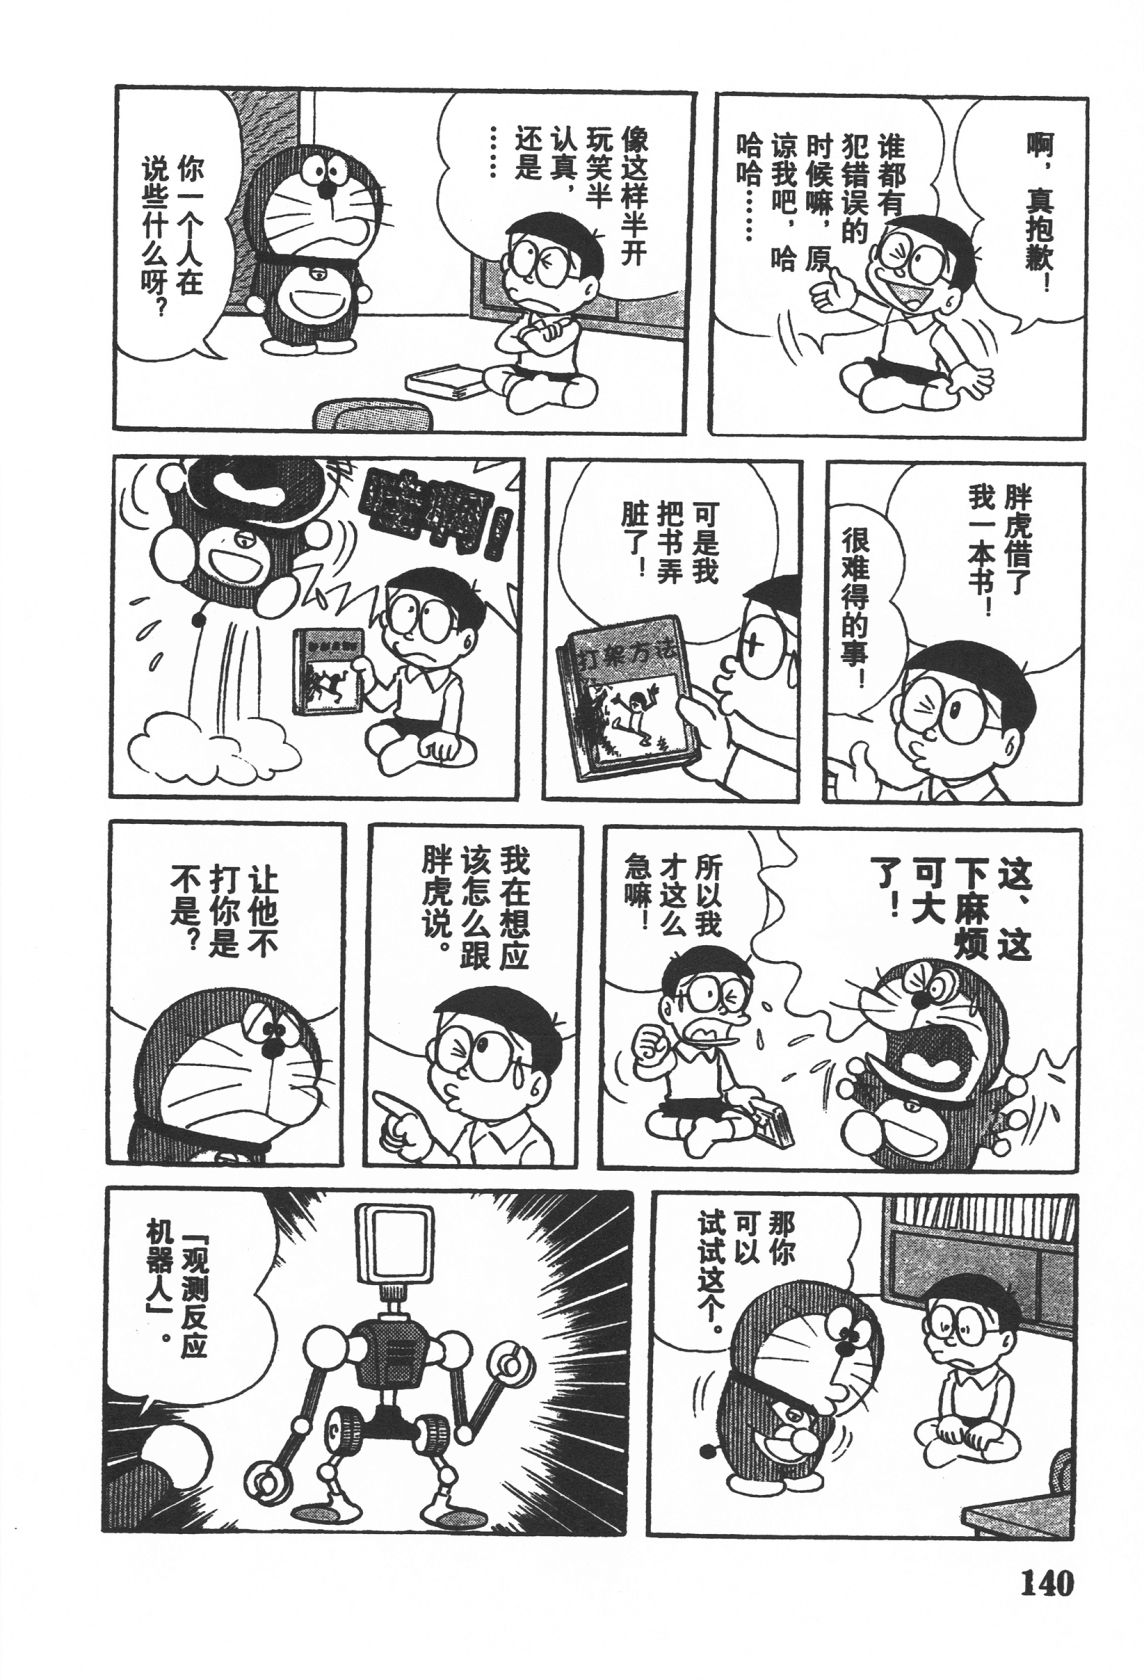 啊，真抱歉！
谁都有
犯错误的
时候嘛，原
谅我吧，哈
哈哈……
像这样半开
玩笑半
认真，
还是
……
你一个人在
说些什么呀？
胖虎借了
我一本书！
很难得的事！
可是我
把书弄
脏了！
打架方法
这、这
下麻烦
可大
了！
所以我
才这么
急嘛！
我在想应
该怎么跟
胖虎说。
让他不
打你是
不是？
那你
可以
试试这个。
『观测反应
机器人』。
140